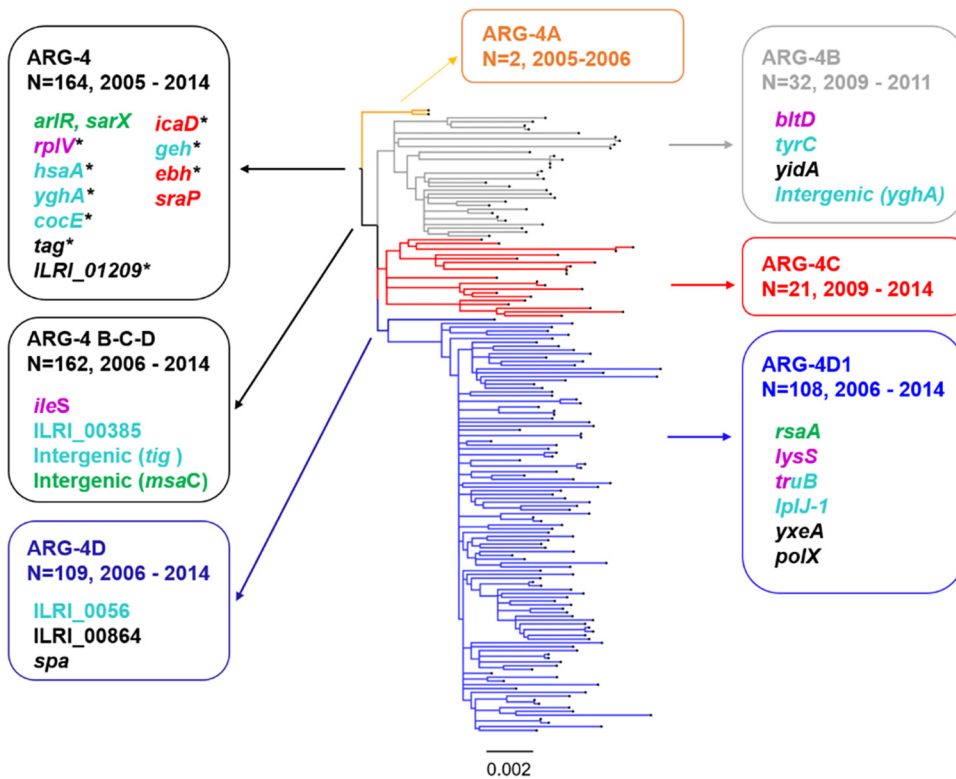 ARG-4
N=164, 2005 - 2014
arlR, sarX
rplV*
hsaA*
yghA*
cocE*
tag*
ILRI_01209*
icaD*
geh*
ebh*
sraP
ARG-4 B-C-D
N=162, 2006 - 2014
ileS
ILRI_00385
Intergenic (tig )
Intergenic (msaC)
ARG-4D
N=109, 2006 - 2014
ILRI_0056
ILRI_00864
spa
ARG-4A
N=2, 2005-2006
ARG-4B
N=32, 2009 - 2011
bltD
tyrC
yidA
Intergenic (yghA)
ARG-4C
N=21, 2009 - 2014
ARG-4D1
N=108, 2006 - 2014
rsaA
lysS
truB
lplJ-1
yxeA
polX
0.002